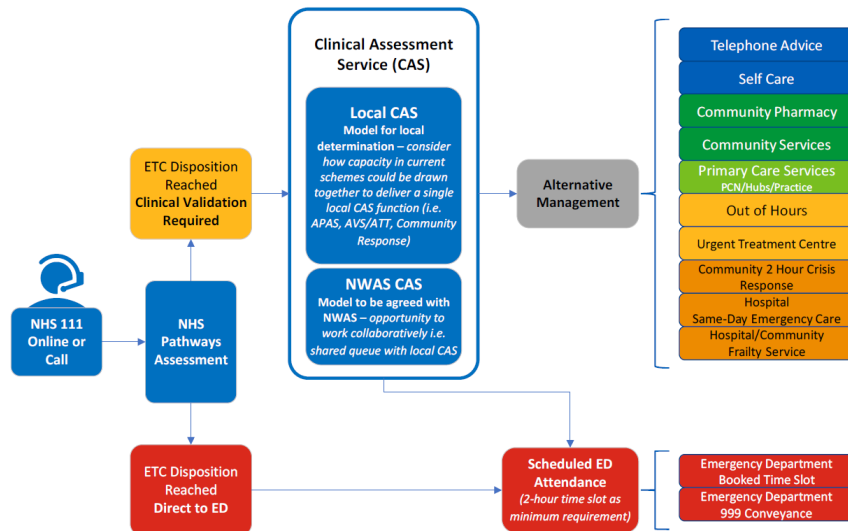 NHS 111
Online or
Call
NHS
Pathways
Assessment
ETC Disposition
Reached
Clinical Validation
Required
ETC Disposition
Reached
Direct to ED
Clinical Assessment
Service (CAS)
Local CAS
Model for local
determination – consider
how capacity in current
schemes could be drawn
together to deliver a single
local CAS function (i.e.
APAS, AVS/ATT, Community
Response)
NWAS CAS
Model to be agreed with
NWAS – opportunity to
work collaboratively i.e.
shared queue with local CAS
Alternative
Management
Scheduled ED
Attendance
(2-hour time slot as
minimum requirement)
Telephone Advice
Self Care
Community Pharmacy
Community Services
Primary Care Services
PCN/Hubs/Practice
Out of Hours
Urgent Treatment Centre
Community 2 Hour Crisis
Response
Hospital
Same-Day Emergency Care
Hospital/Community
Frailty Service
Emergency Department
Booked Time Slot
Emergency Department
999 Conveyance